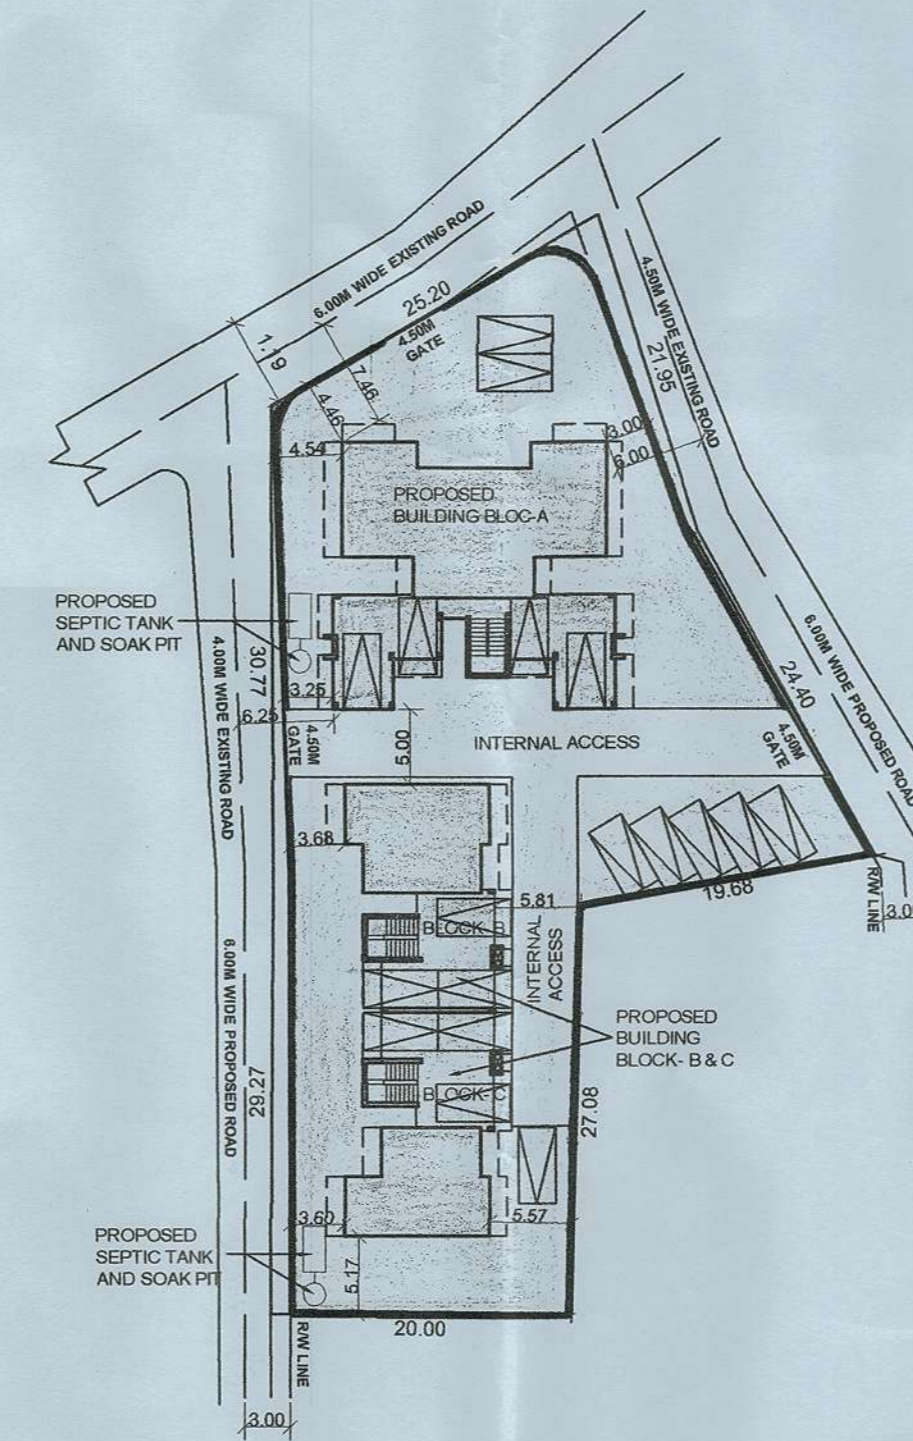 6.00M WIDE EXISTING ROAD
25.20
4.50M
GATE
1.19
7.46
4.46
4.54
4.50M WIDE EXISTING ROAD
21.95
3.00
6.00
PROPOSED
BUILDING BLOC-A
PROPOSED
SEPTIC TANK
AND SOAK PIT
4.00M WIDE EXISTING ROAD
30.77
3.25
6.25
4.50M
GATE
5.00
INTERNAL ACCESS
24.40
4.50M
GATE
6.00M WIDE PROPOSED ROAD
3.68
5.81
19.68
R/W LINE
3.0
BLOCK-B
INTERNAL
ACCESS
PROPOSED
BUILDING
BLOCK- B & C
BLOCK-C
6.00M WIDE PROPOSED ROAD
29.27
27.08
PROPOSED
SEPTIC TANK
AND SOAK PIT
3.60
5.57
5.17
20.00
R/W LINE
3.00